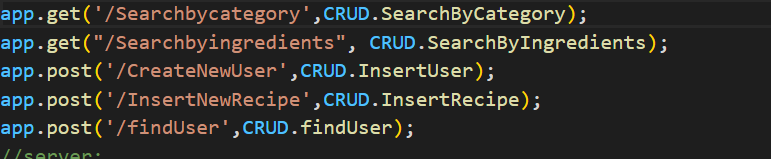 app.get('/Searchbycategory',CRUD.SearchByCategory);
app.get("/Searchbyingredients", CRUD.SearchByIngredients);
app.post('/CreateNewUser',CRUD.InsertUser);
app.post('/InsertNewRecipe',CRUD.InsertRecipe);
app.post('/findUser',CRUD.findUser);
//server: